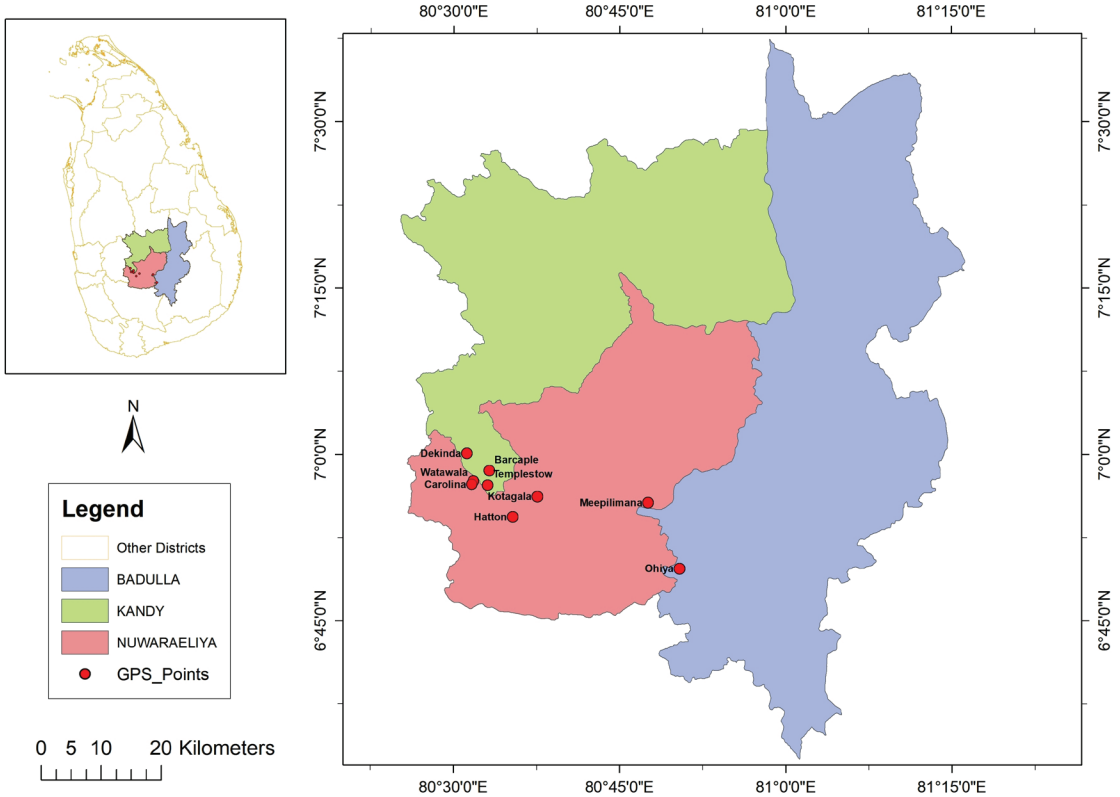 80°30'0"E 80°45'0"E 81°0'0"E 81°15'0"E
7°30'0"N 7°30'0"N
7°15'0"N 7°15'0"N
N
7°0'0"N 7°0'0"N
Dekinda
Barcaple
Watawala Templestow
Carolina
Kotagala
Meepilimana
Hatton
Ohiya
6°45'0"N 6°45'0"N
Legend
Other Districts
BADULLA
KANDY
NUWARAELIYA
GPS_Points
0 5 10 20 Kilometers
80°30'0"E 80°45'0"E 81°0'0"E 81°15'0"E